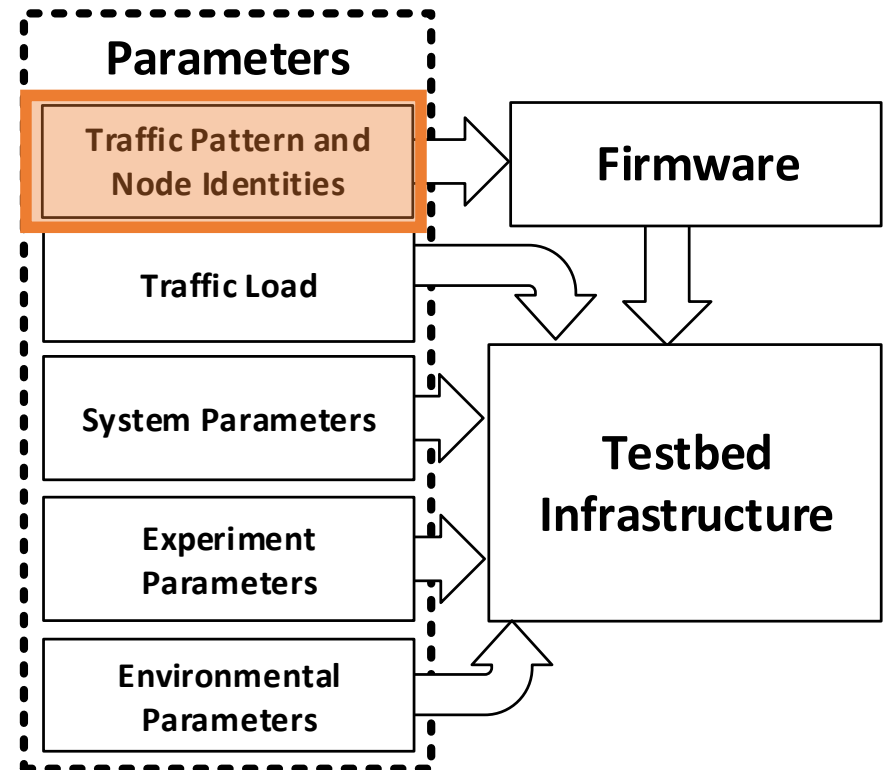 Parameters
Traffic Pattern and
Node Identities
Firmware
Traffic Load
System Parameters
Testbed
Infrastructure
Experiment
Parameters
Environmental
Parameters